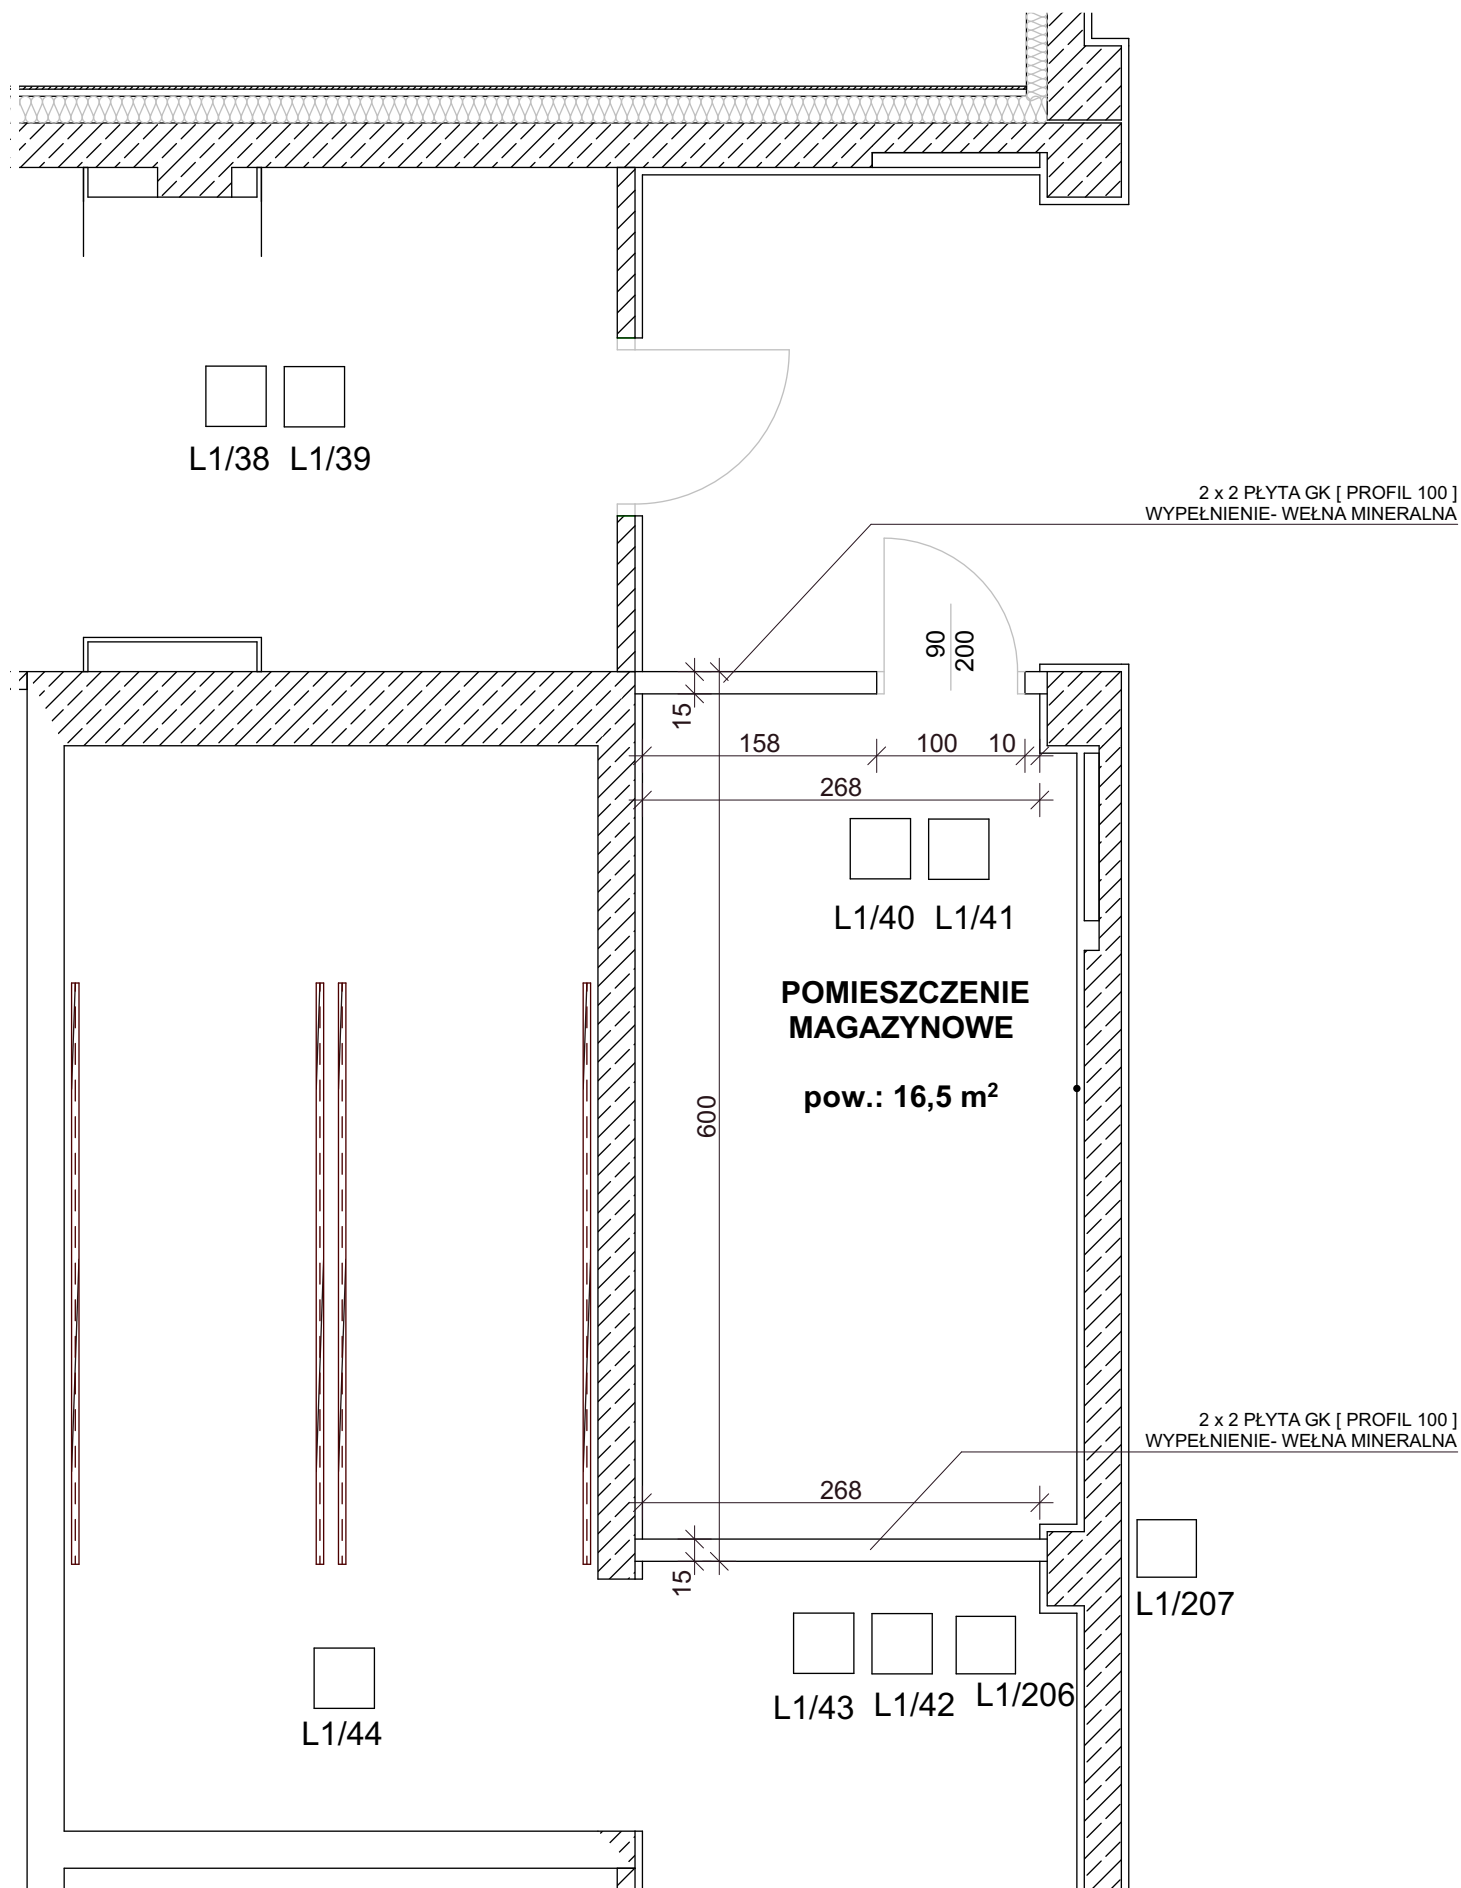 L1/38 L1/39
2 x 2 PŁYTA GK [ PROFIL 100 ]
WYPEŁNIENIE- WEŁNA MINERALNA
90
200
15
158 100 10
268
L1/40 L1/41
POMIESZCZENIE
MAGAZYNOWE
pow.: 16,5 m²
600
2 x 2 PŁYTA GK [ PROFIL 100 ]
WYPEŁNIENIE- WEŁNA MINERALNA
268
15
L1/207
L1/43 L1/42 L1/206
L1/44